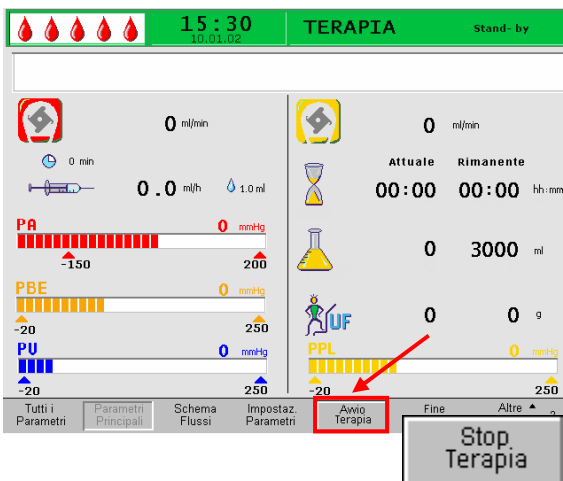 15:30 TERAPIA Stand- by
10.01.02
0 ml/min 0 ml/min
0 min Attuale Rimanente
0.0 ml/h 1.0 ml 00:00 00:00 hh:mm
PA 0 mmHg
-150 200
0 3000 ml
PBE 0 mmHg
-20 250
UF 0 0 g
PV 0 mmHg PPL 0 mmHg
-20 250 -20 250
Tutti i Parametri Schema Impostaz. Avvio Fine Altre
Parametri Principali Flussi Parametri Terapia
Stop
Terapia